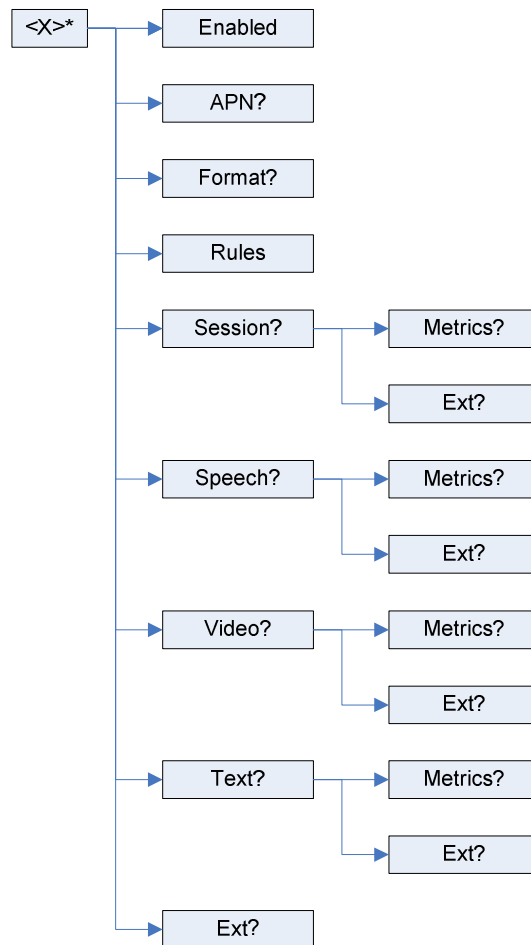 <X>* Enabled
APN?
Format?
Rules
Session? Metrics?
Ext?
Speech? Metrics?
Ext?
Video? Metrics?
Ext?
Text? Metrics?
Ext?
Ext?